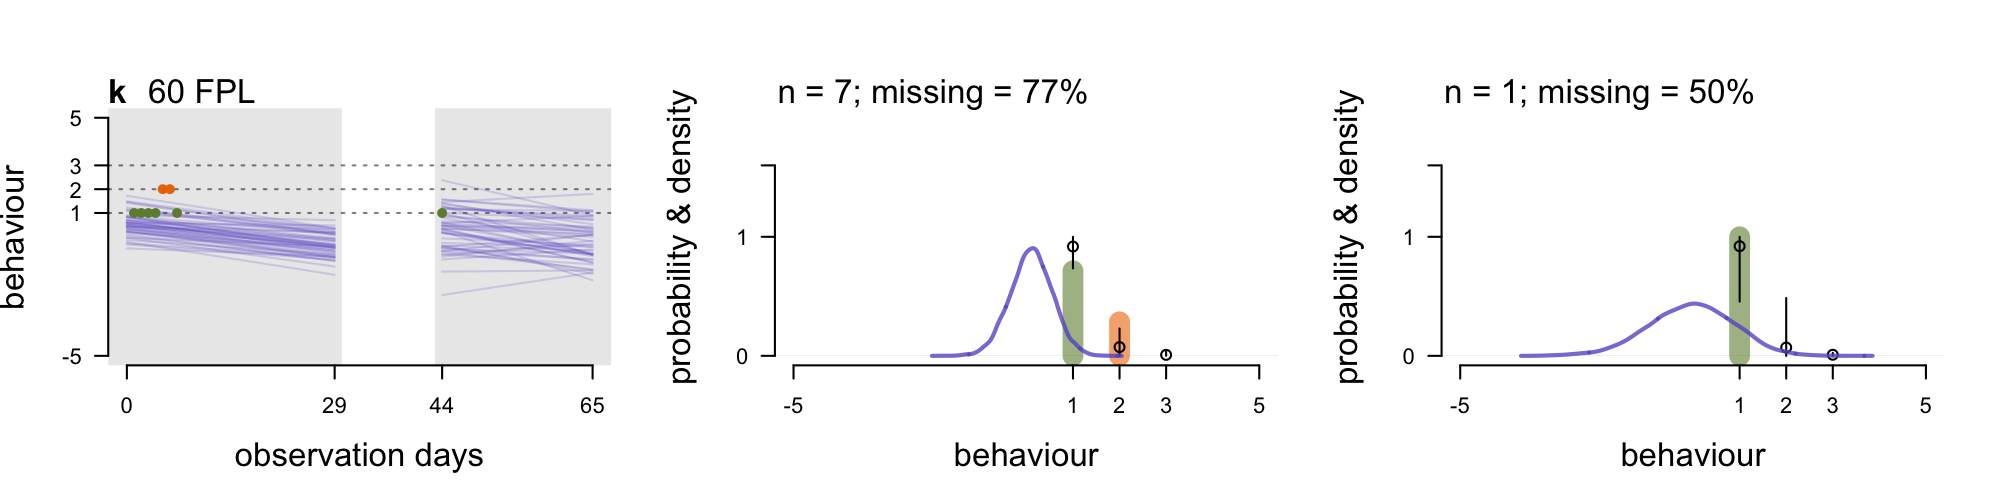 k 60 FPL
behaviour
5
3
2
1
-5
0 29 44 65
observation days
n = 7; missing = 77%
probability & density
1
0
-5 1 2 3 5
behaviour
n = 1; missing = 50%
probability & density
1
0
-5 1 2 3 5
behaviour